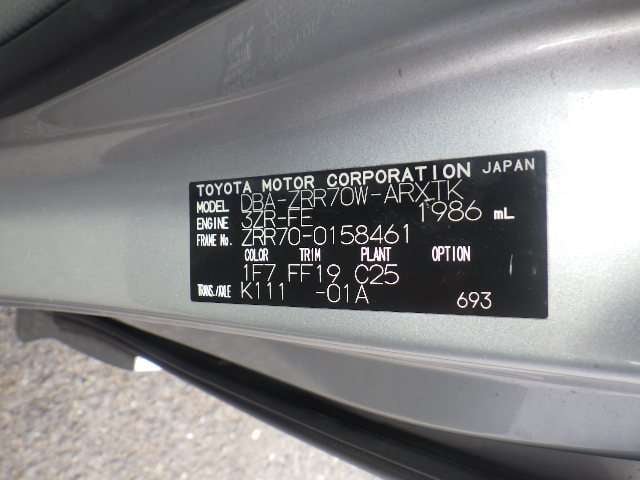 TOYOTA MOTOR CORPORATION JAPAN
MODEL DBA-ZRR70W-ARXTK
ENGINE 3ZR-FE 1986 mL
FRAME No. ZRR70-0158461
COLOR TRIM PLANT OPTION
1F7 FF19 C25
TRANS./AXLE K111 -01A
693